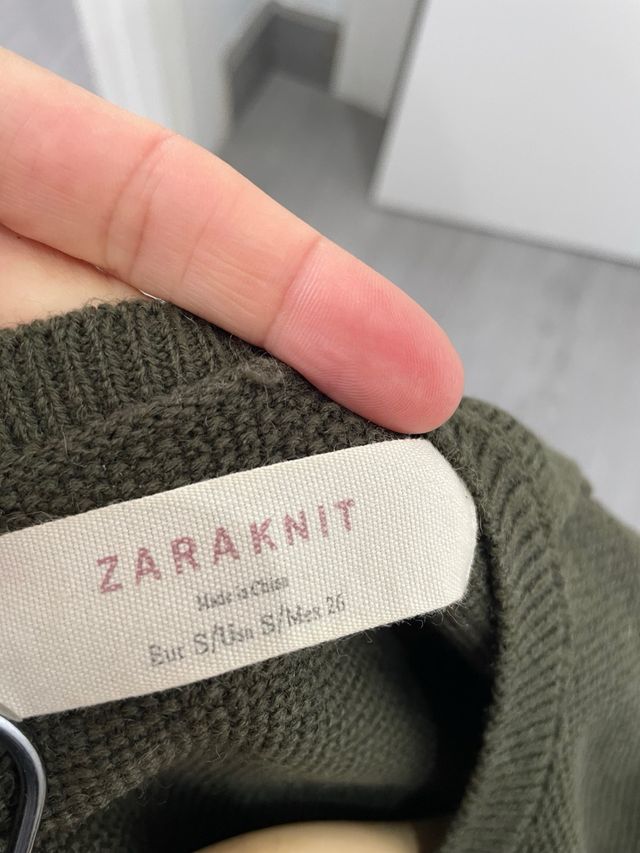 ZARAKNIT
Made in China
Eur S/Usa S/Mex 26